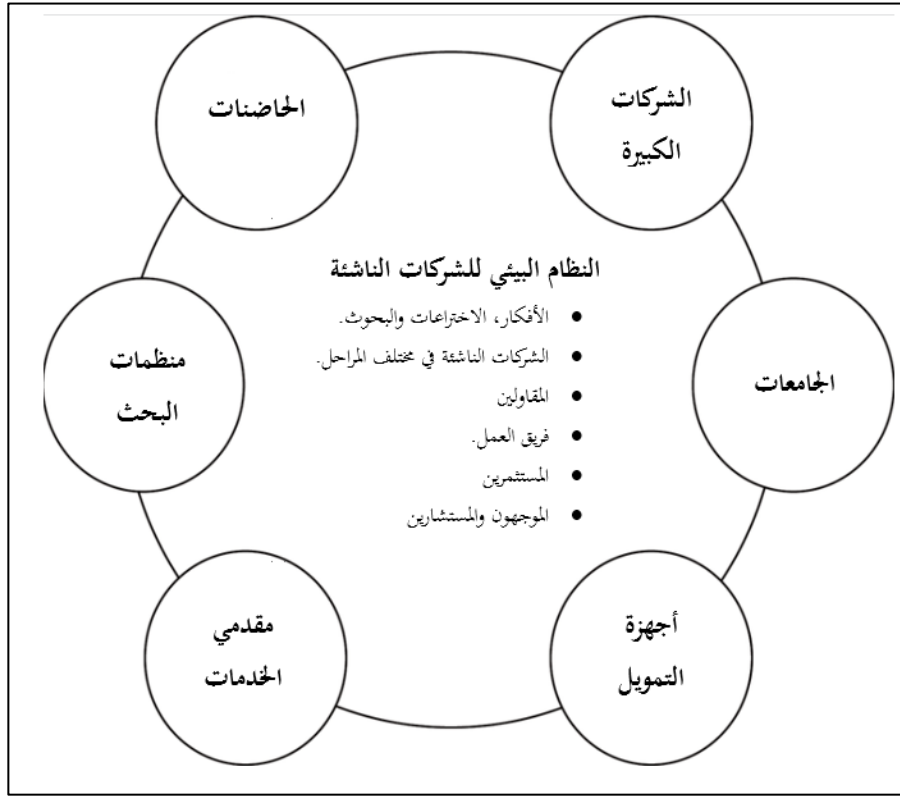 الشركات
الكبيرة
الحاضنات
النظام البيئي للشركات الناشئة
● الأفكار، الاختراعات والبحوث.
● الشركات الناشئة في مختلف المراحل.
● المقاولين
● فريق العمل.
● المستثمرين
● الموجهون والمستشارين
الجامعات
منظمات
البحث
أجهزة
التمويل
مقدمي
الخدمات